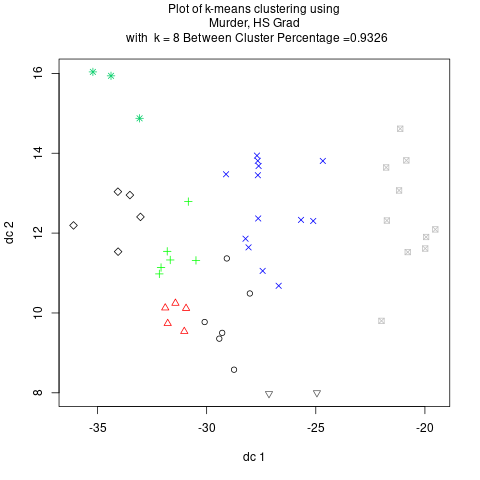 Plot of k-means clustering using
Murder, HS Grad
with k = 8 Between Cluster Percentage =0.9326
16
14
12
10
8
dc 2
-35 -30 -25 -20
dc 1